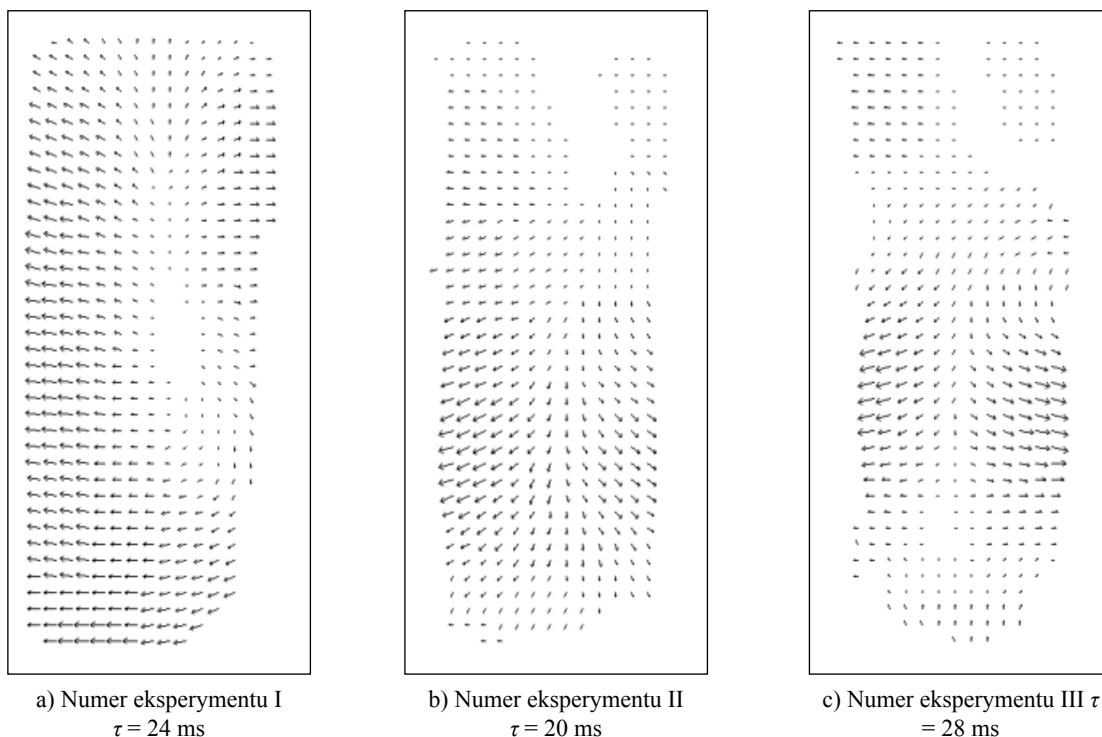 a) Numer eksperymentu I
τ = 24 ms
b) Numer eksperymentu II
τ = 20 ms
c) Numer eksperymentu III τ
= 28 ms